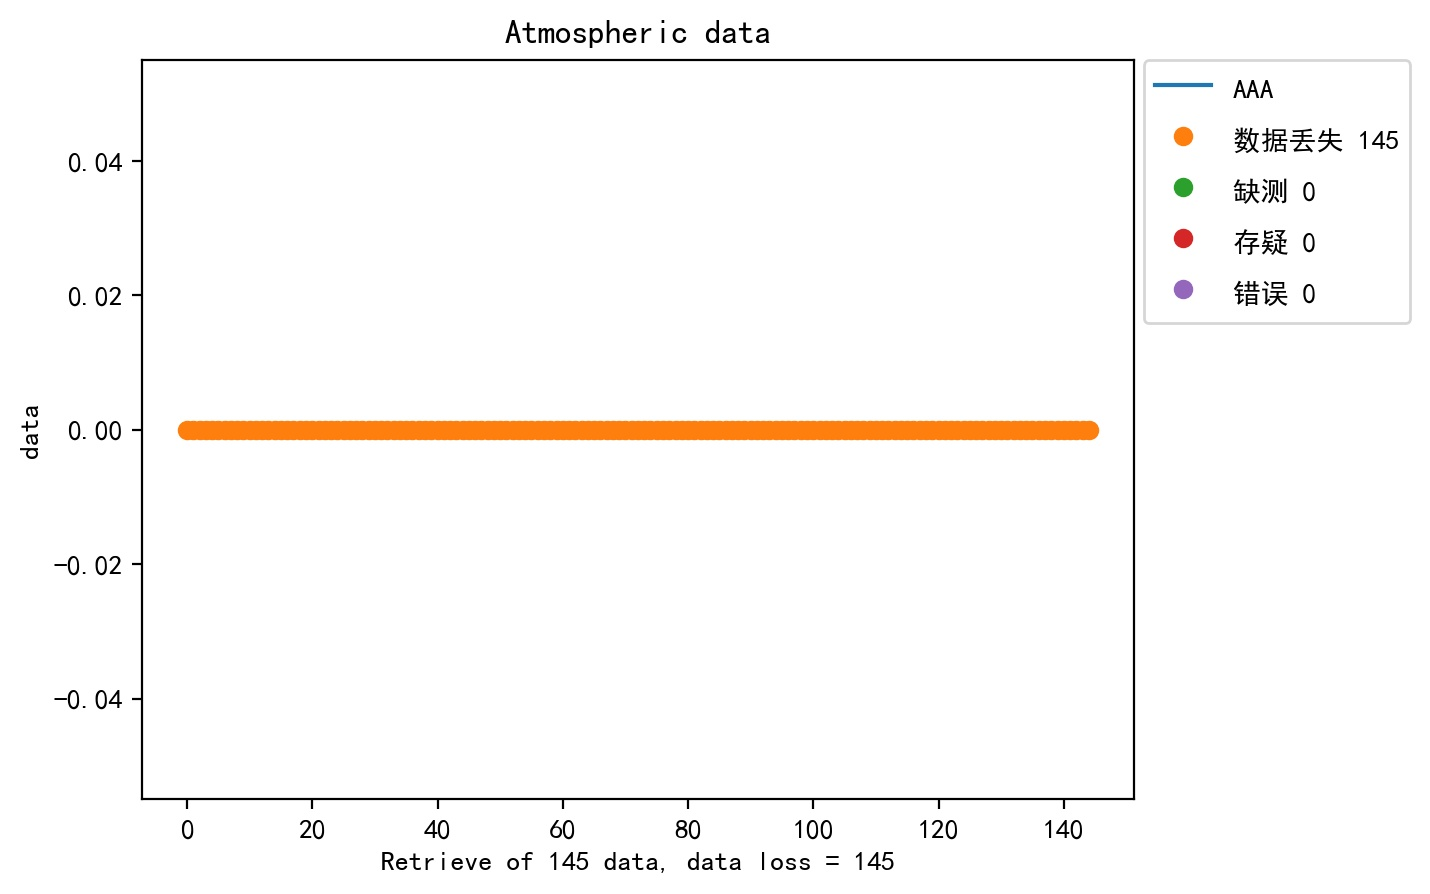 Atmospheric data
AAA
数据丢失 145
缺测 0
存疑 0
错误 0
0.04
0.02
0.00
-0.02
-0.04
data
0 20 40 60 80 100 120 140
Retrieve of 145 data, data loss = 145